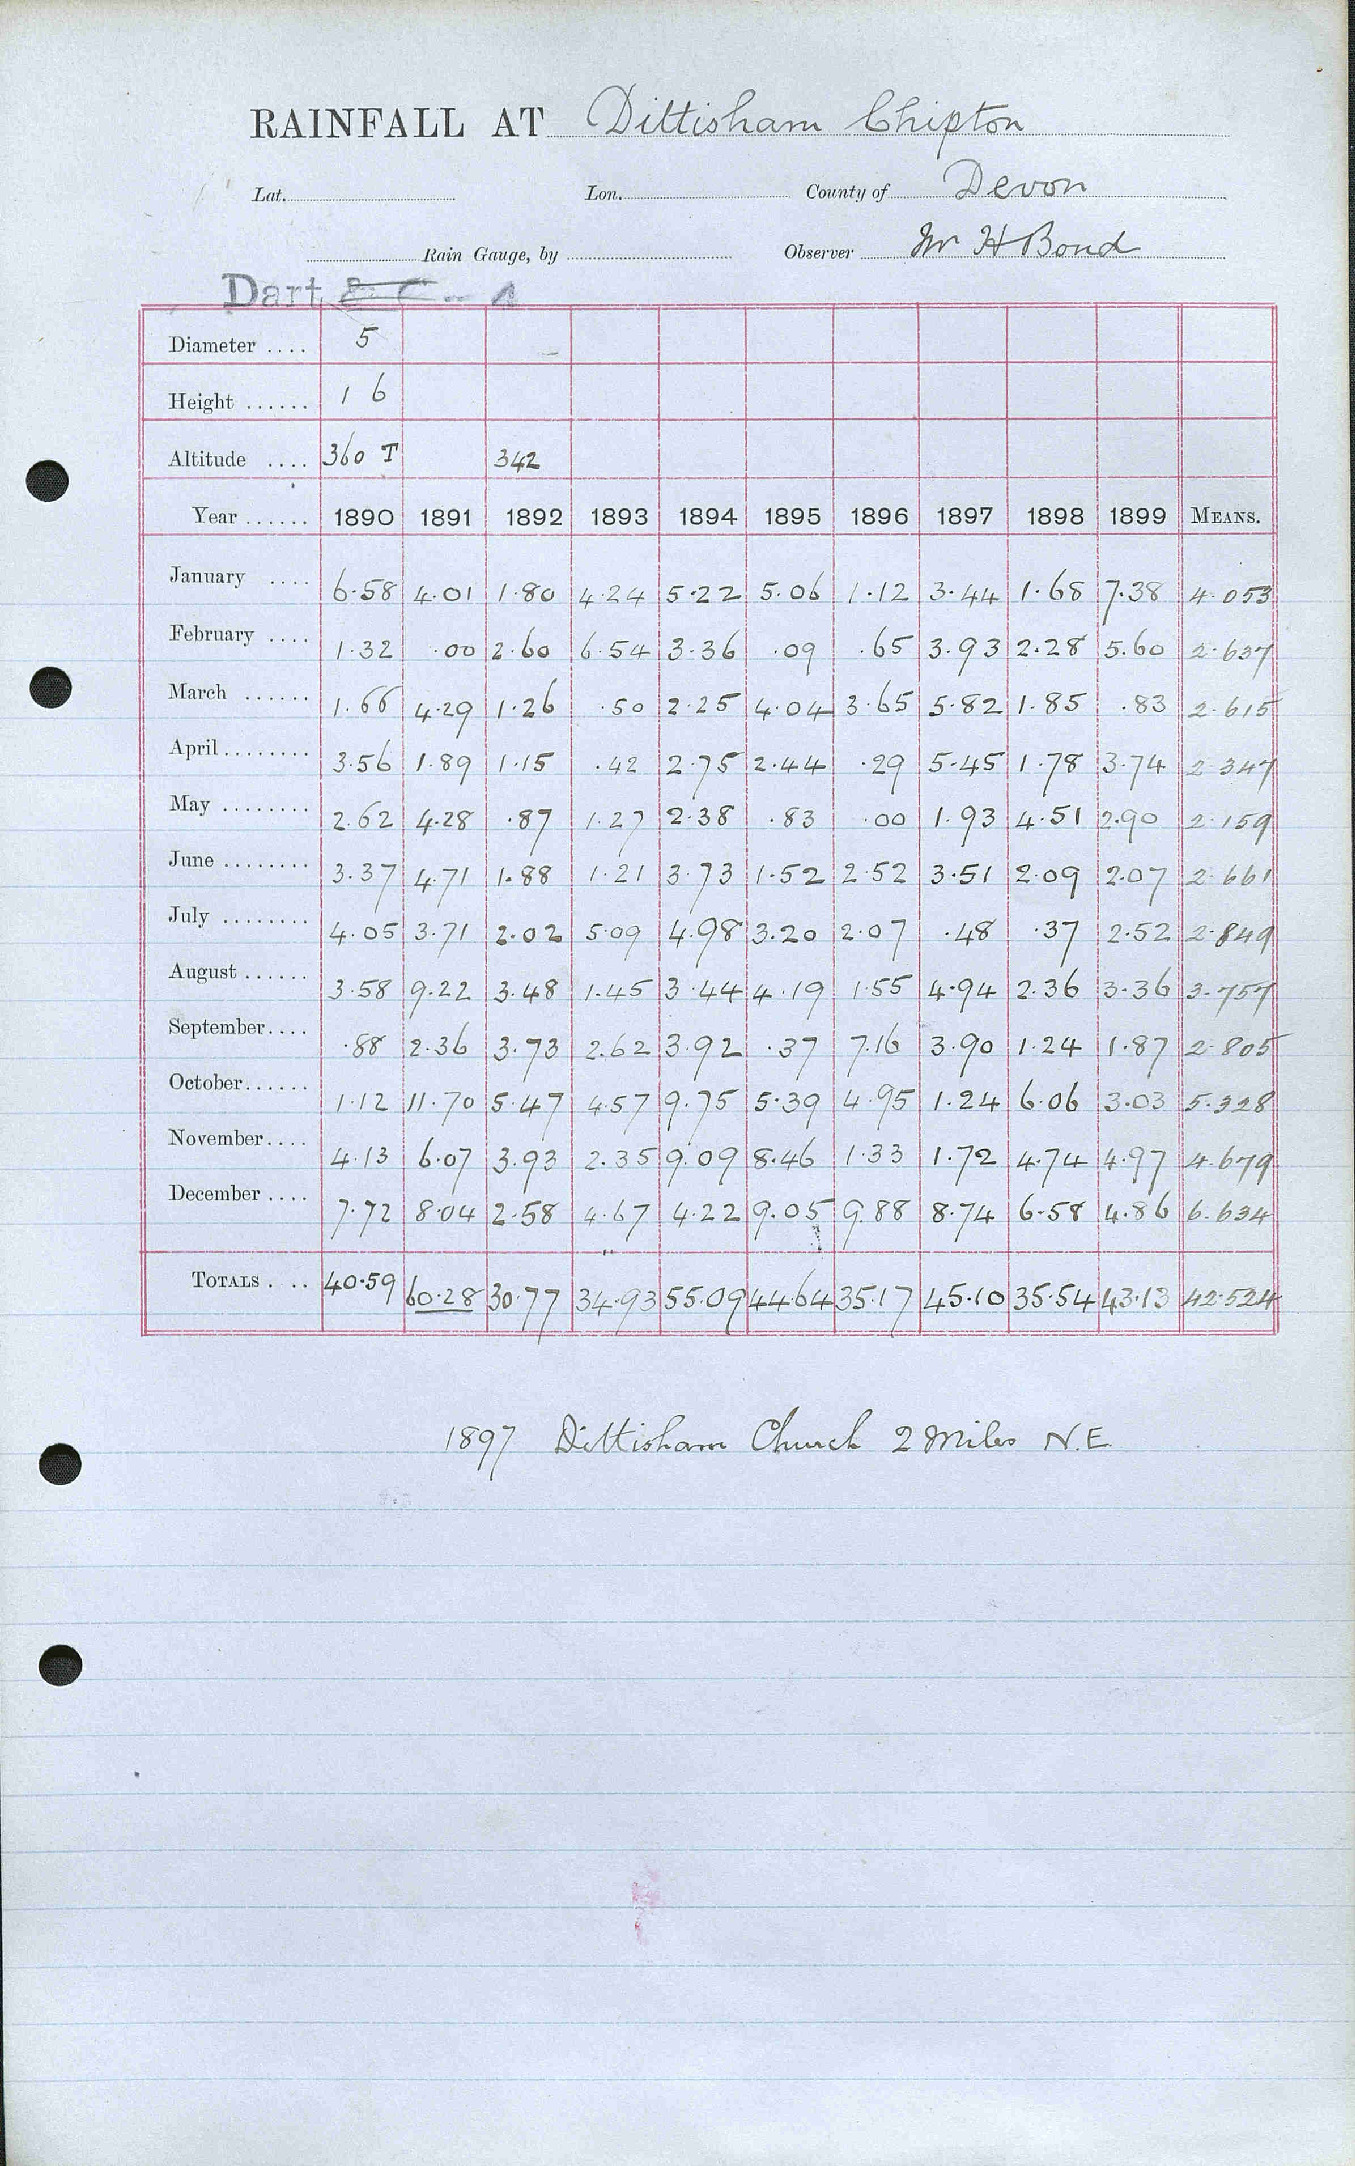 RAINFALL AT Dittisham Chipton
Lat. Lon. County of Devon
Rain Gauge, by Observer Mr H Bond
Dart
Diameter .... 5
Height ...... 1 6
Altitude .... 360 T 342
Year ...... 1890 1891 1892 1893 1894 1895 1896 1897 1898 1899 MEANS.
January .... 6.58 4.01 1.80 4.24 5.22 5.06 1.12 3.44 1.68 7.38 4.053
February .... 1.32 .00 2.60 6.54 3.36 .09 .65 3.93 2.28 5.60 2.637
March ...... 1.66 4.29 1.26 .50 2.25 4.04 3.65 5.82 1.85 .83 2.615
April ........ 3.56 1.89 1.15 .42 2.75 2.44 .29 5.45 1.78 3.74 2.347
May ........ 2.62 4.28 .87 1.27 2.38 .83 .00 1.93 4.51 2.90 2.159
June ........ 3.37 4.71 1.88 1.21 3.73 1.52 2.52 3.51 2.09 2.07 2.661
July ........ 4.05 3.71 2.02 5.09 4.98 3.20 2.07 .48 .37 2.52 2.849
August ...... 3.58 9.22 3.48 1.45 3.44 4.19 1.55 4.94 2.36 3.36 3.757
September .... .88 2.36 3.73 2.62 3.92 .37 7.16 3.90 1.24 1.87 2.805
October ...... 1.12 11.70 5.47 4.57 9.75 5.39 4.95 1.24 6.06 3.03 5.328
November .... 4.13 6.07 3.93 2.35 9.09 8.46 1.33 1.72 4.74 4.97 4.679
December .... 7.72 8.04 2.58 4.67 4.22 9.05 9.88 8.74 6.58 4.86 6.634
TOTALS . .. 40.59 60.28 30.77 34.93 55.09 44.64 35.17 45.10 35.54 43.13 42.524
1897 Dittisham Church 2 Miles N.E.